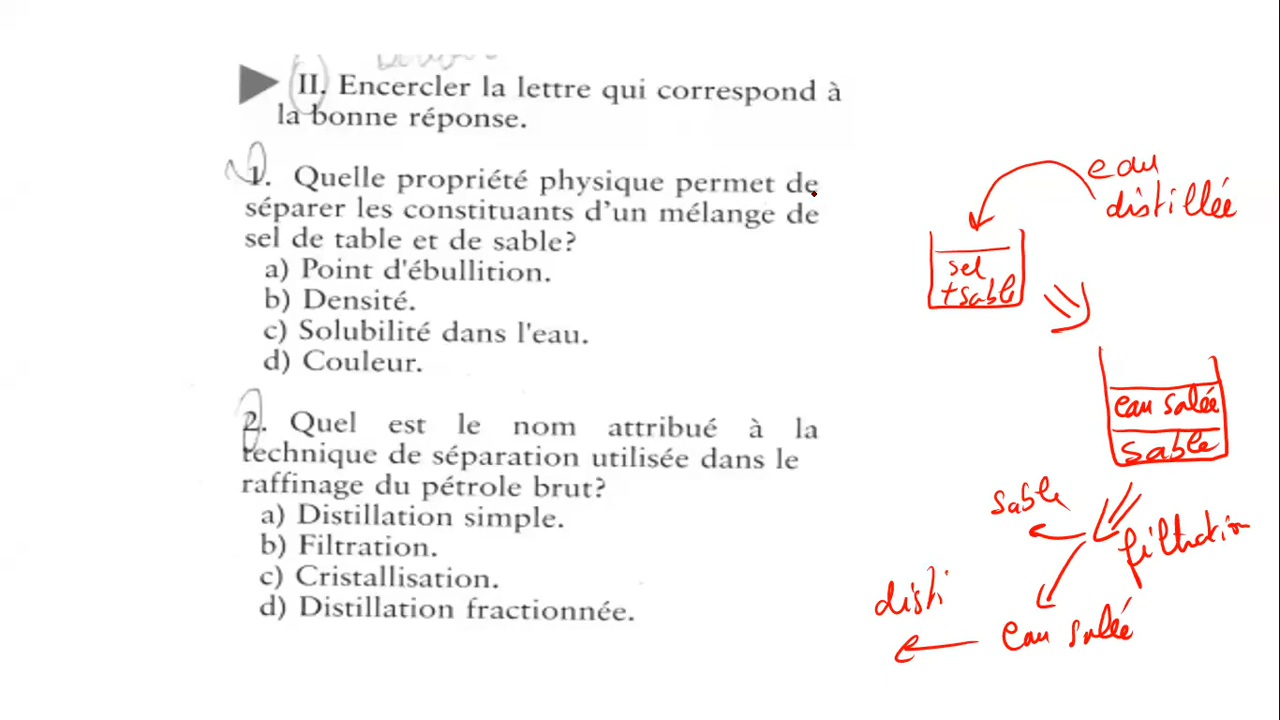 II. Encercler la lettre qui correspond à
la bonne réponse.
1. Quelle propriété physique permet de
séparer les constituants d'un mélange de
sel de table et de sable?
a) Point d'ébullition.
b) Densité.
c) Solubilité dans l'eau.
d) Couleur.
2. Quel est le nom attribué à la
technique de séparation utilisée dans le
raffinage du pétrole brut?
a) Distillation simple.
b) Filtration.
c) Cristallisation.
d) Distillation fractionnée.
eau
distillée
sel
+sable
eau salée
sable
sable
filtration
disti
eau salée